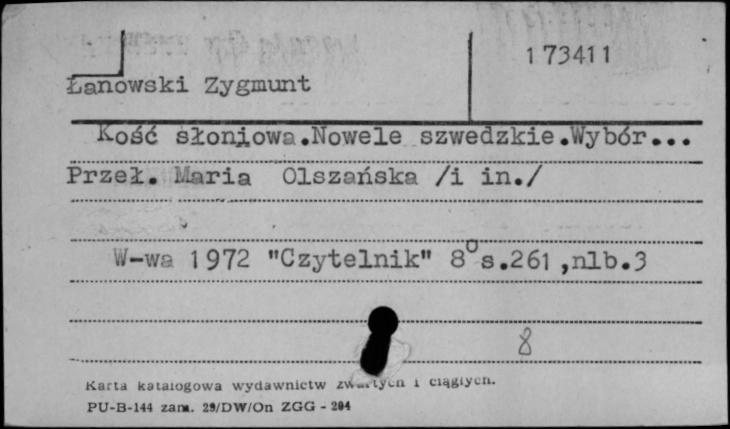 173411
Łanowski Zygmunt
Kość słoniowa.Nowele szwedzkie.Wybór...
Przeł. Maria Olszańska /i in./
W-wa 1972 "Czytelnik" 8° s.261,nlb.3
8
Karta katalogowa wydawnictw zwartych i ciągłych.
PU-B-144 zam. 29/DW/On ZGG - 204